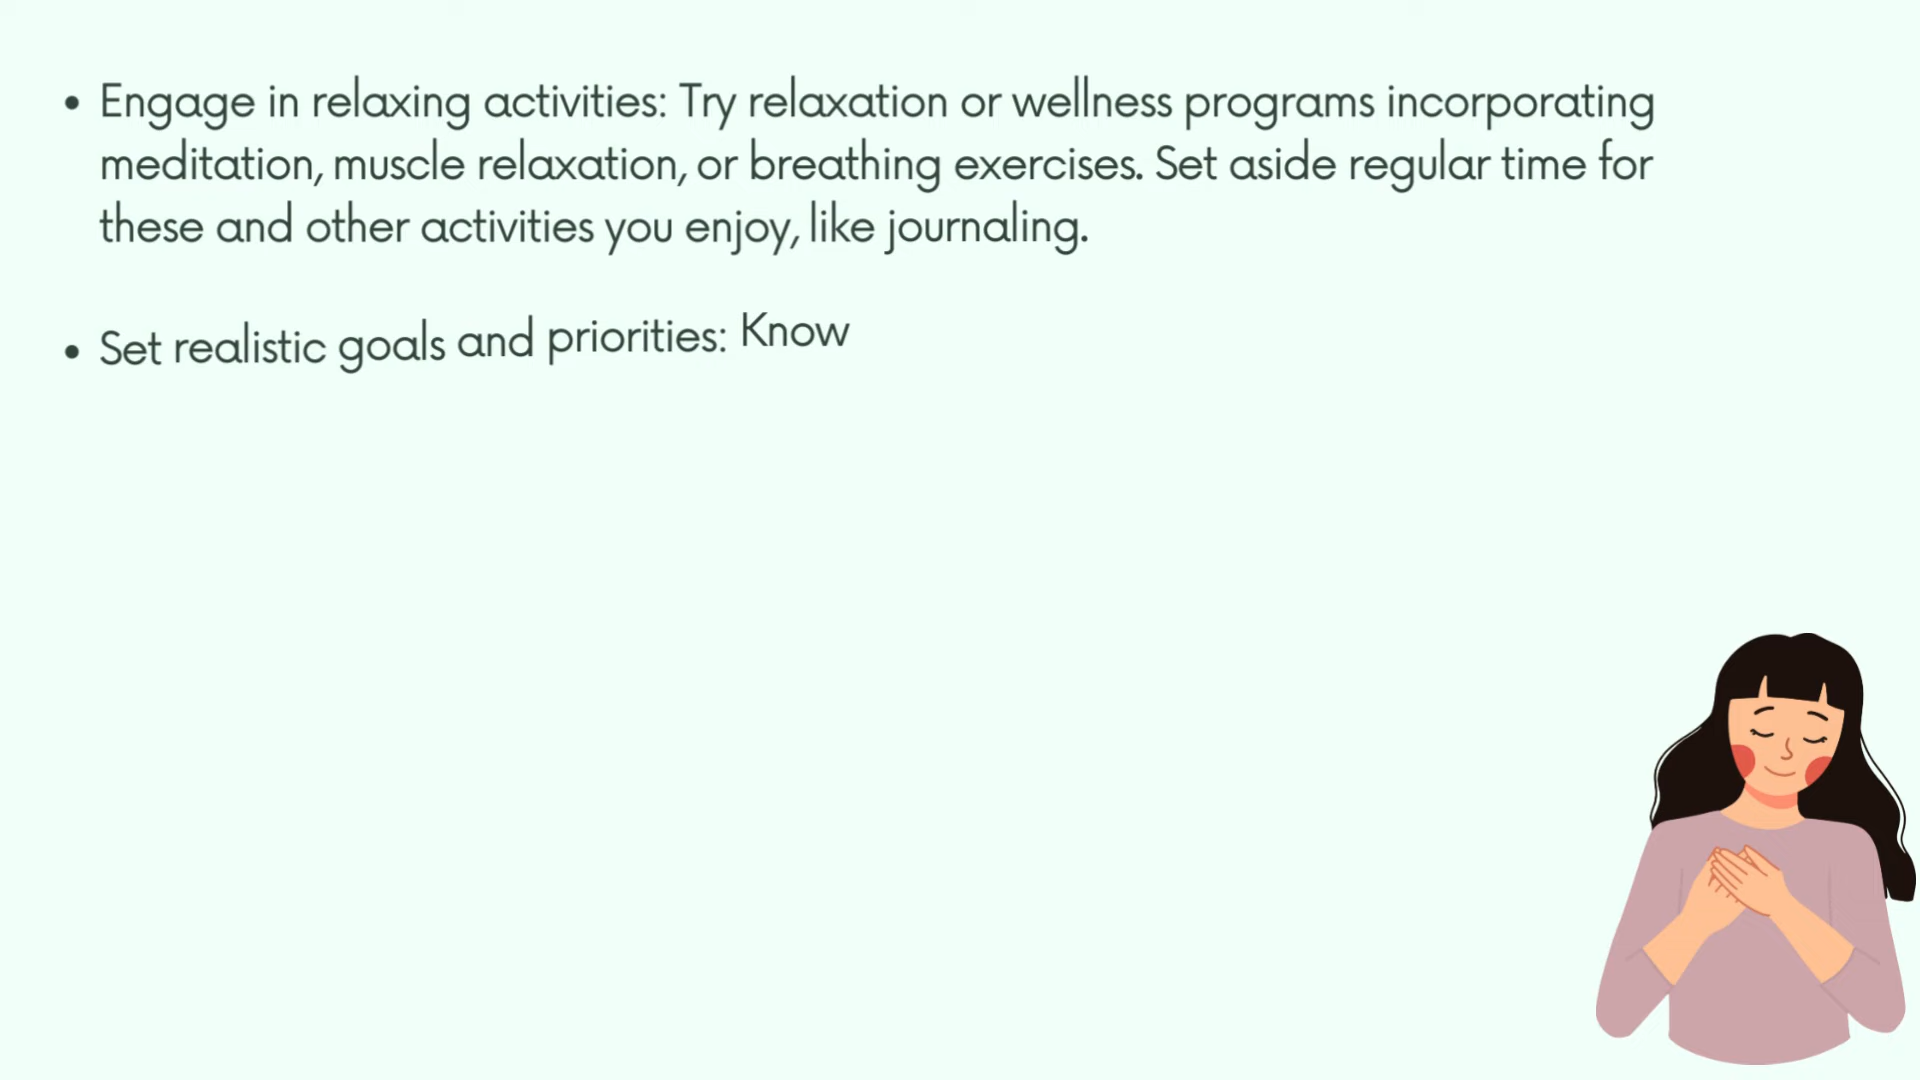 • Engage in relaxing activities: Try relaxation or wellness programs incorporating
meditation, muscle relaxation, or breathing exercises. Set aside regular time for
these and other activities you enjoy, like journaling.
• Set realistic goals and priorities: Know